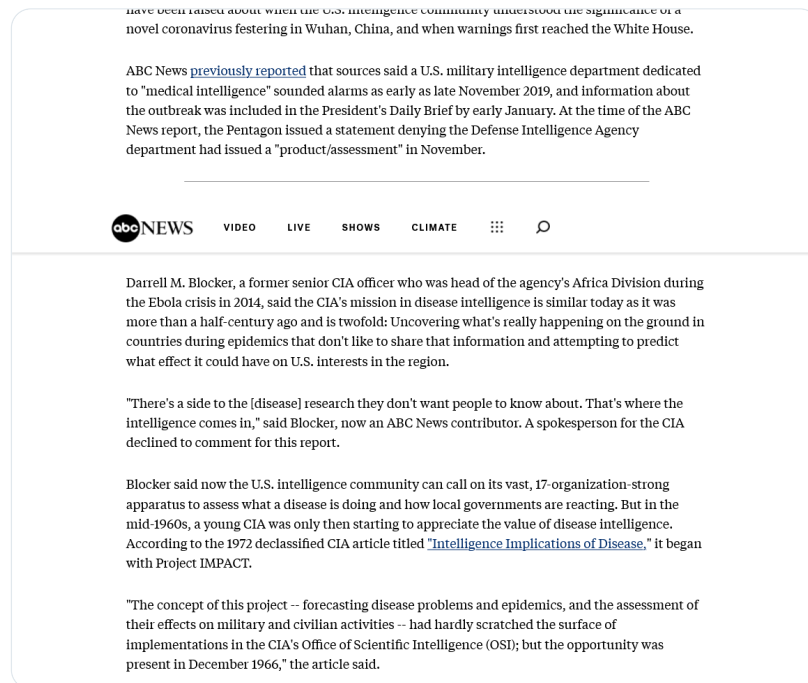 have been raised about when the U.S. intelligence community understood the significance of a
novel coronavirus festering in Wuhan, China, and when warnings first reached the White House.
ABC News previously reported that sources said a U.S. military intelligence department dedicated
to "medical intelligence" sounded alarms as early as late November 2019, and information about
the outbreak was included in the President's Daily Brief by early January. At the time of the ABC
News report, the Pentagon issued a statement denying the Defense Intelligence Agency
department had issued a "product/assessment" in November.
abc NEWS VIDEO LIVE SHOWS CLIMATE
Darrell M. Blocker, a former senior CIA officer who was head of the agency's Africa Division during
the Ebola crisis in 2014, said the CIA's mission in disease intelligence is similar today as it was
more than a half-century ago and is twofold: Uncovering what's really happening on the ground in
countries during epidemics that don't like to share that information and attempting to predict
what effect it could have on U.S. interests in the region.
"There's a side to the [disease] research they don't want people to know about. That's where the
intelligence comes in," said Blocker, now an ABC News contributor. A spokesperson for the CIA
declined to comment for this report.
Blocker said now the U.S. intelligence community can call on its vast, 17-organization-strong
apparatus to assess what a disease is doing and how local governments are reacting. But in the
mid-1960s, a young CIA was only then starting to appreciate the value of disease intelligence.
According to the 1972 declassified CIA article titled "Intelligence Implications of Disease," it began
with Project IMPACT.
"The concept of this project -- forecasting disease problems and epidemics, and the assessment of
their effects on military and civilian activities -- had hardly scratched the surface of
implementations in the CIA's Office of Scientific Intelligence (OSI); but the opportunity was
present in December 1966," the article said.